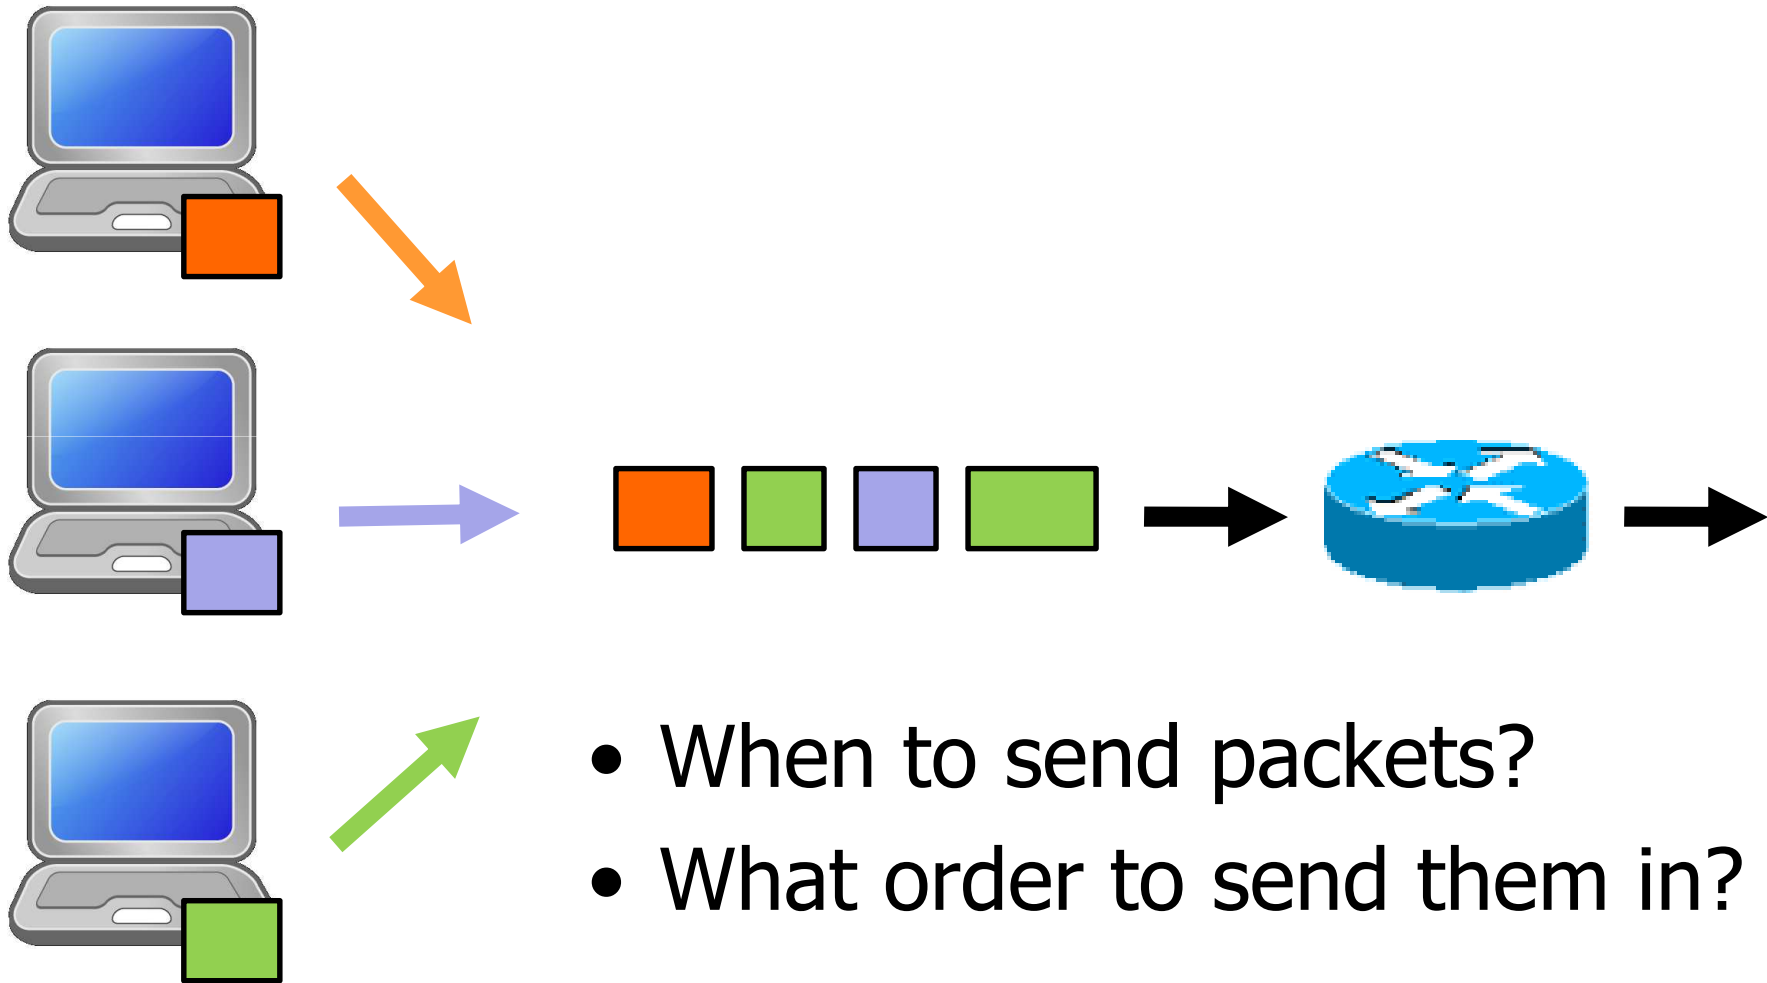 • When to send packets?
• What order to send them in?